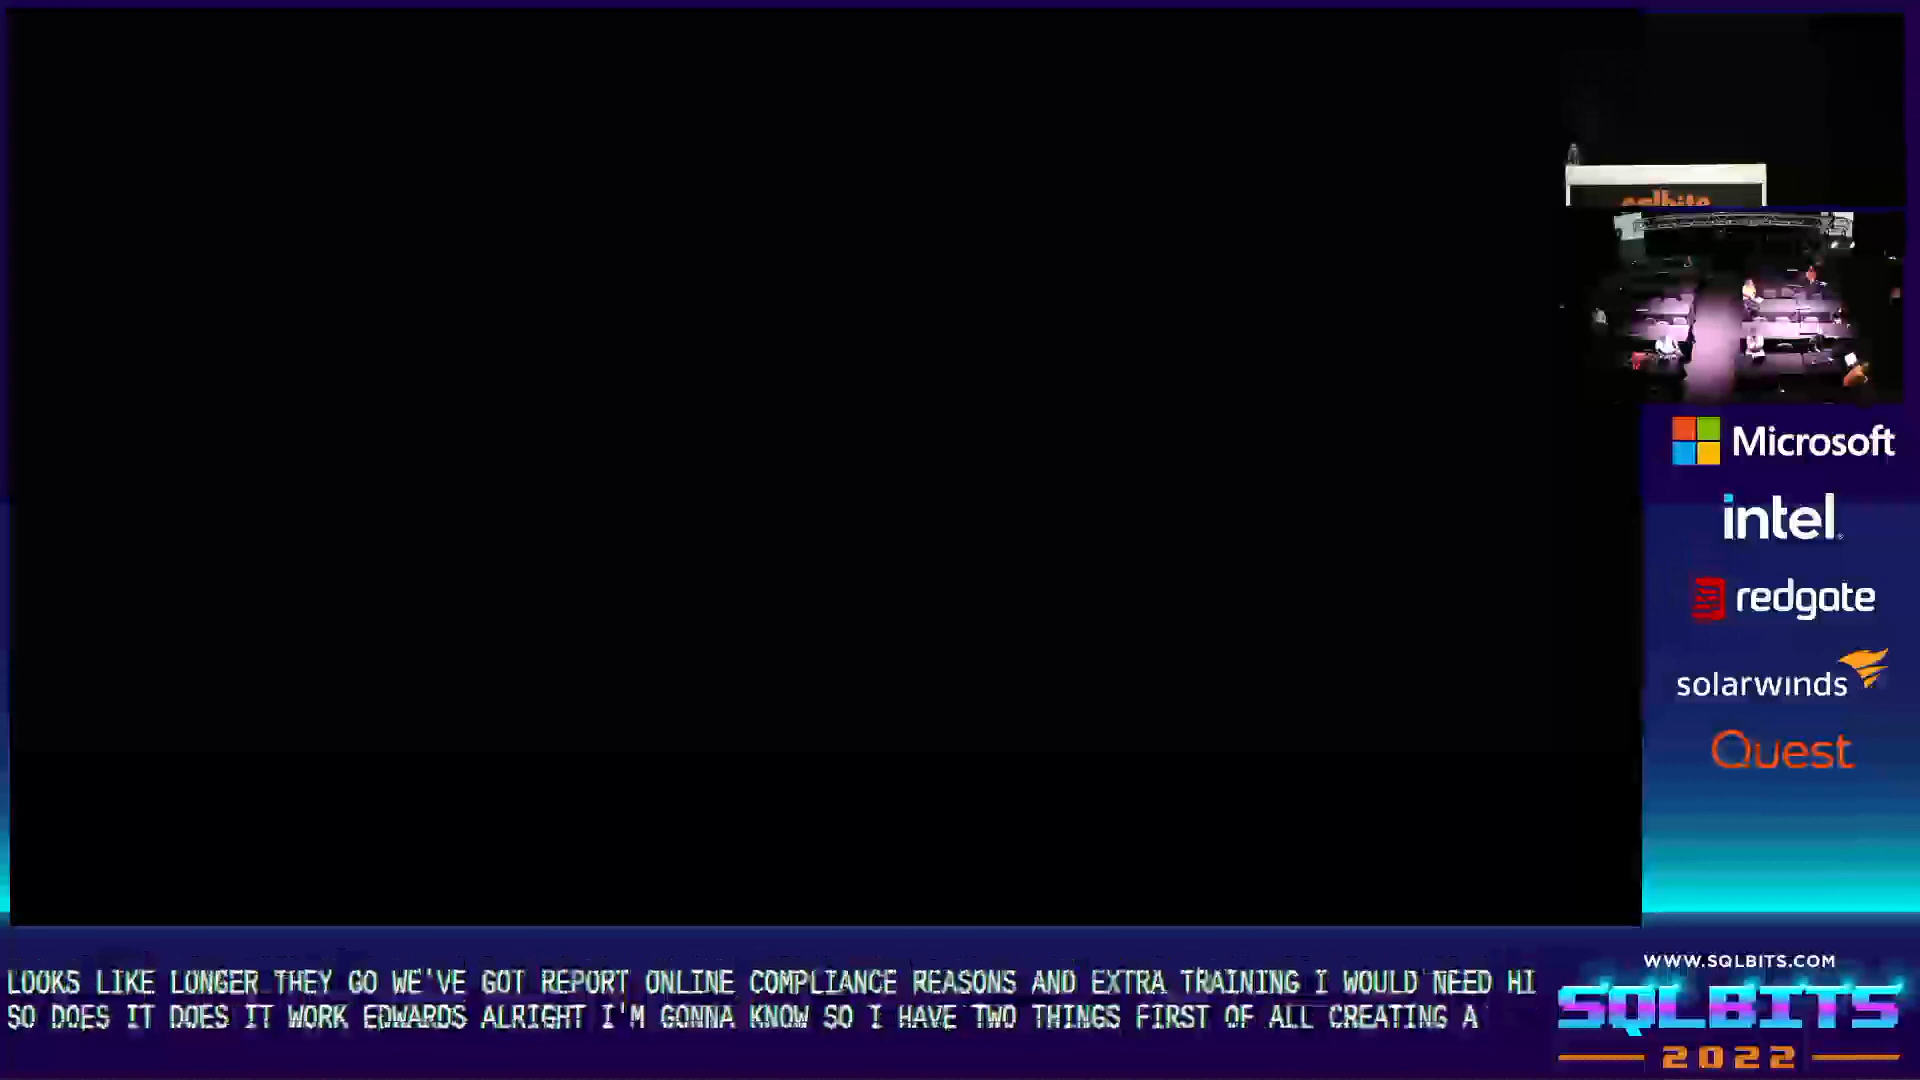 sqlbits
Microsoft
intel
redgate
solarwinds
Quest
LOOKS LIKE LONGER THEY GO WE'VE GOT REPORT ONLINE COMPLIANCE REASONS AND EXTRA TRAINING I WOULD NEED HI
SO DOES IT DOES IT WORK EDWARDS ALRIGHT I'M GONNA KNOW SO I HAVE TWO THINGS FIRST OF ALL CREATING A
WWW.SQLBITS.COM
SQLBITS
2022